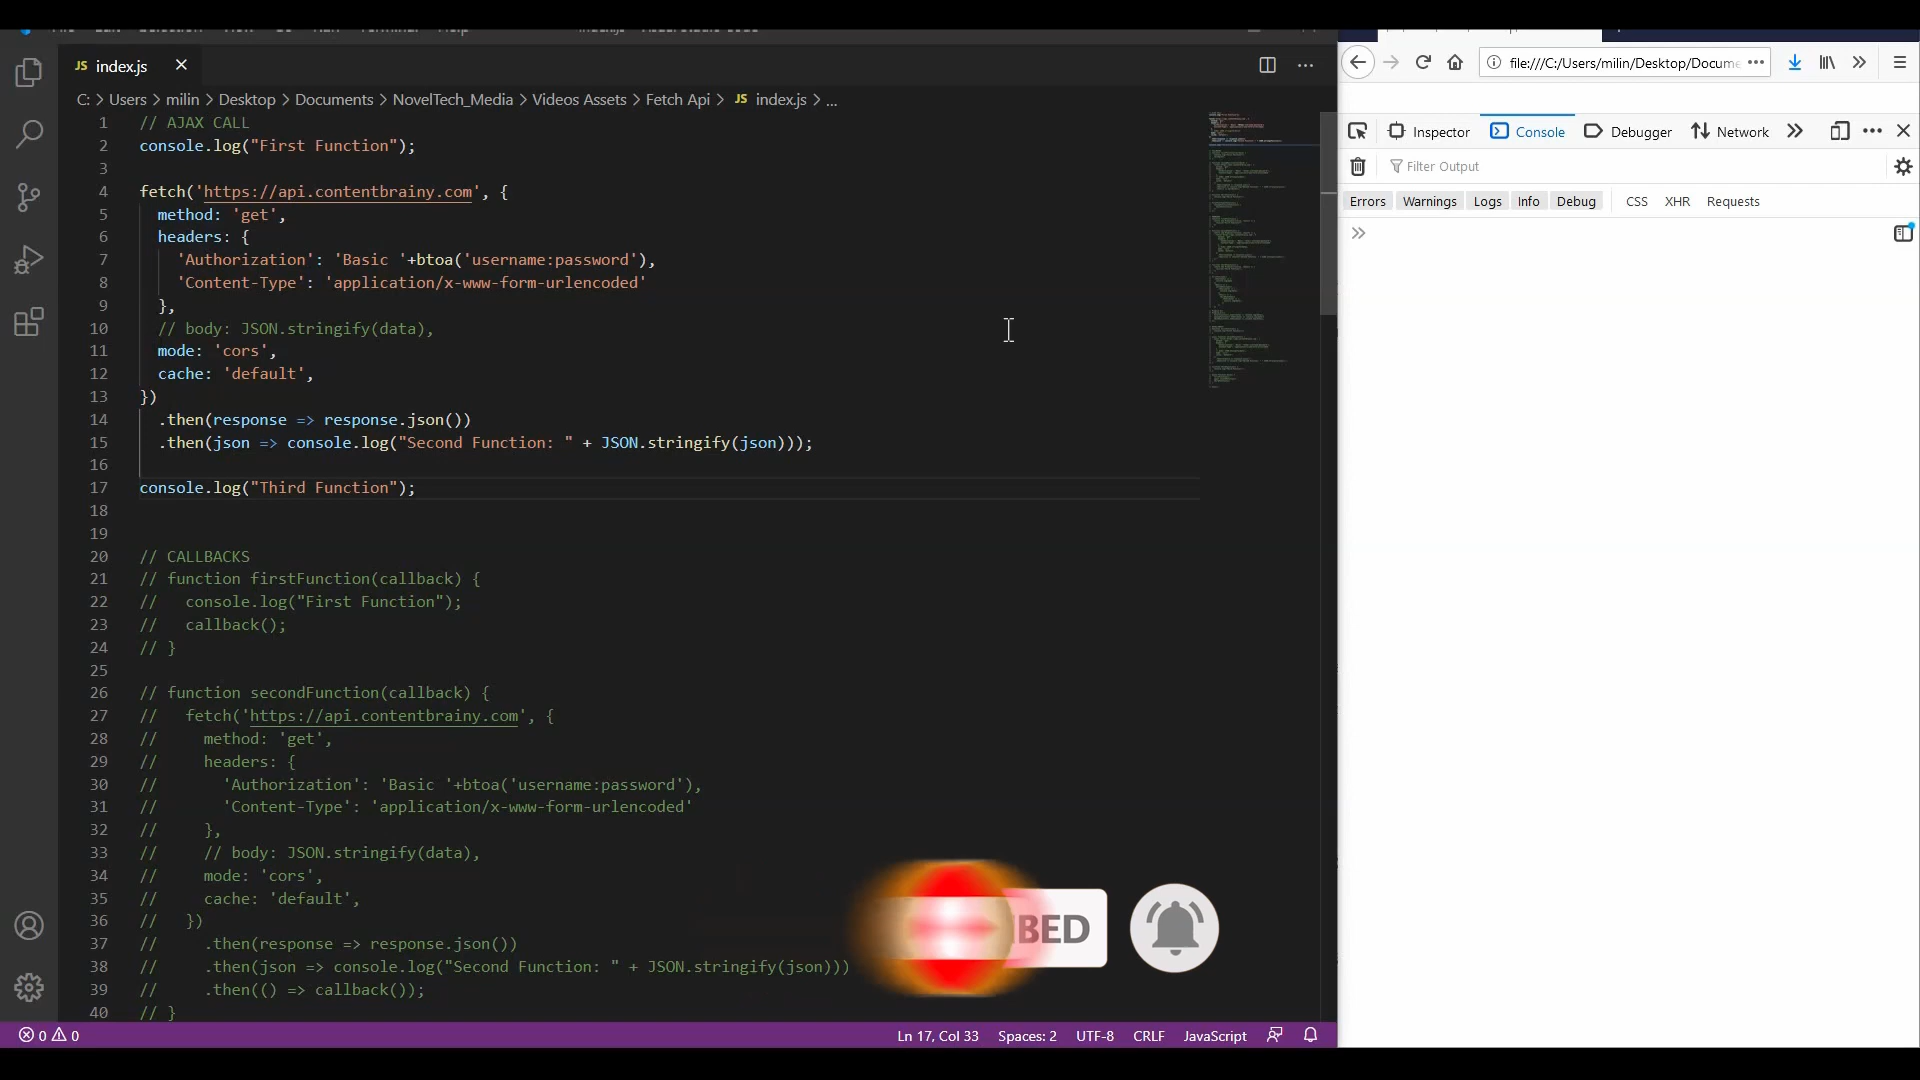 JS index.js
C: > Users > milin > Desktop > Documents > NovelTech_Media > Videos Assets > Fetch Api > JS index.js > ...
1 // AJAX CALL
2 console.log("First Function");
3
4 fetch('https://api.contentbrainy.com', {
5 method: 'get',
6 headers: {
7 'Authorization': 'Basic '+btoa('username:password'),
8 'Content-Type': 'application/x-www-form-urlencoded'
9 },
10 // body: JSON.stringify(data),
11 mode: 'cors',
12 cache: 'default',
13 })
14 .then(response => response.json())
15 .then(json => console.log("Second Function: " + JSON.stringify(json)));
16
17 console.log("Third Function");
18
19
20 // CALLBACKS
21 // function firstFunction(callback) {
22 // console.log("First Function");
23 // callback();
24 // }
25
26 // function secondFunction(callback) {
27 // fetch('https://api.contentbrainy.com', {
28 // method: 'get',
29 // headers: {
30 // 'Authorization': 'Basic '+btoa('username:password'),
31 // 'Content-Type': 'application/x-www-form-urlencoded'
32 // },
33 // // body: JSON.stringify(data),
34 // mode: 'cors',
35 // cache: 'default',
36 // })
37 // .then(response => response.json())
38 // .then(json => console.log("Second Function: " + JSON.stringify(json)))
39 // .then(() => callback());
40 // }
BED
0 0 Ln 17, Col 33 Spaces: 2 UTF-8 CRLF JavaScript
file:///C:/Users/milin/Desktop/Docume
Inspector Console Debugger Network
Filter Output
Errors Warnings Logs Info Debug CSS XHR Requests